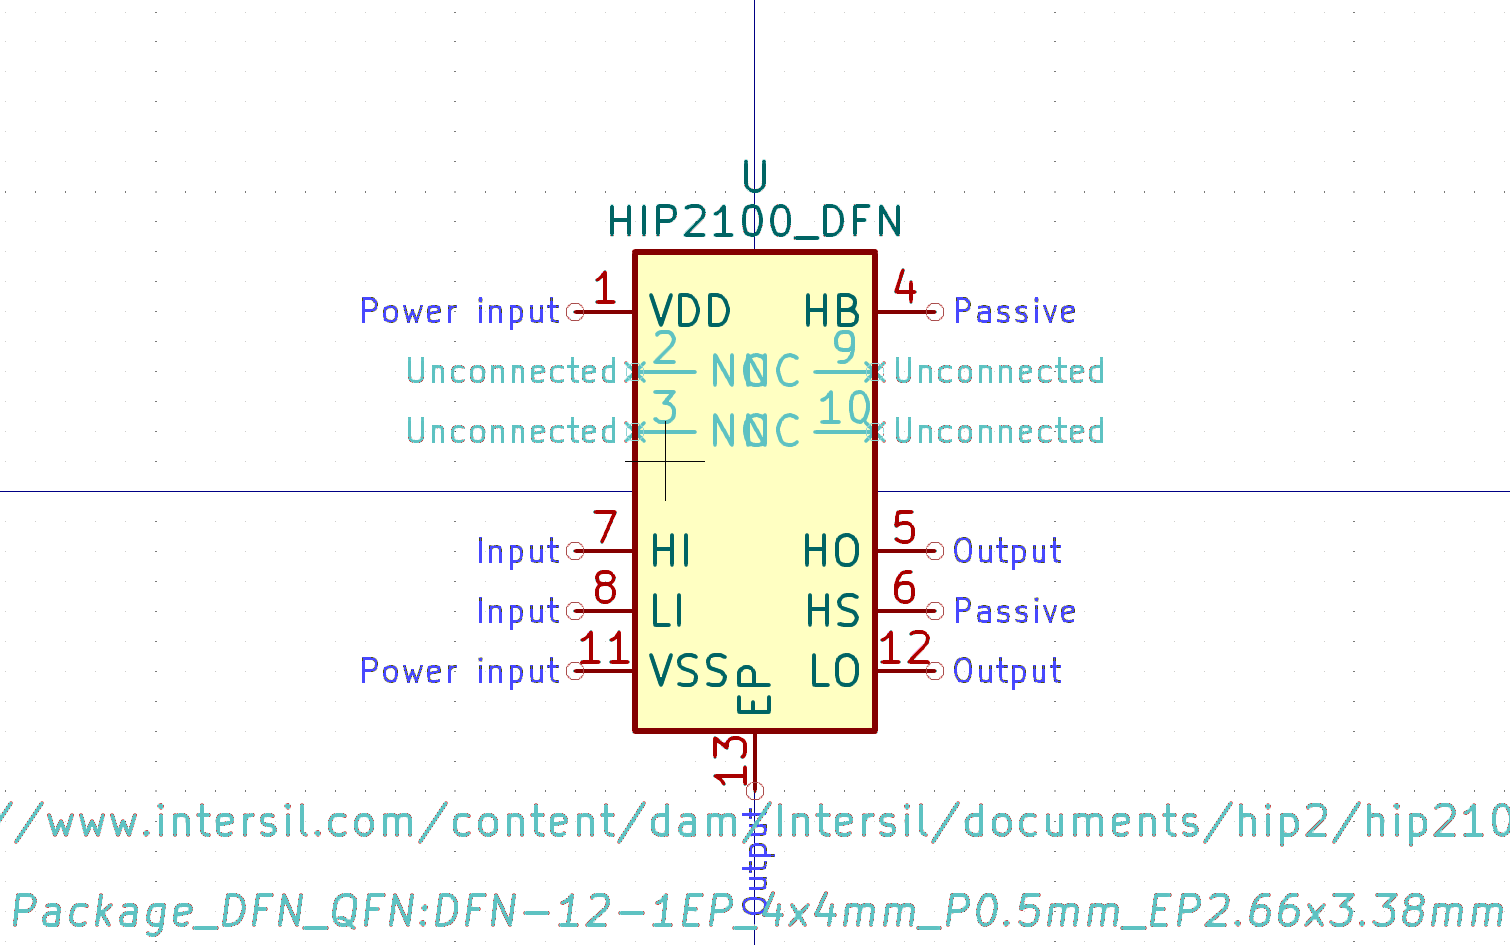 U
HIP2100_DFN
Power input 1 VDD HB 4 Passive
Unconnected 2 NC NC 9 Unconnected
Unconnected 3 NC NC 10 Unconnected
Input 7 HI HO 5 Output
Input 8 LI HS 6 Passive
Power input 11 VSS LO 12 Output
EP
13
Output
//www.intersil.com/content/dam/Intersil/documents/hip2/hip210
Package_DFN_QFN:DFN-12-1EP_4x4mm_P0.5mm_EP2.66x3.38mm